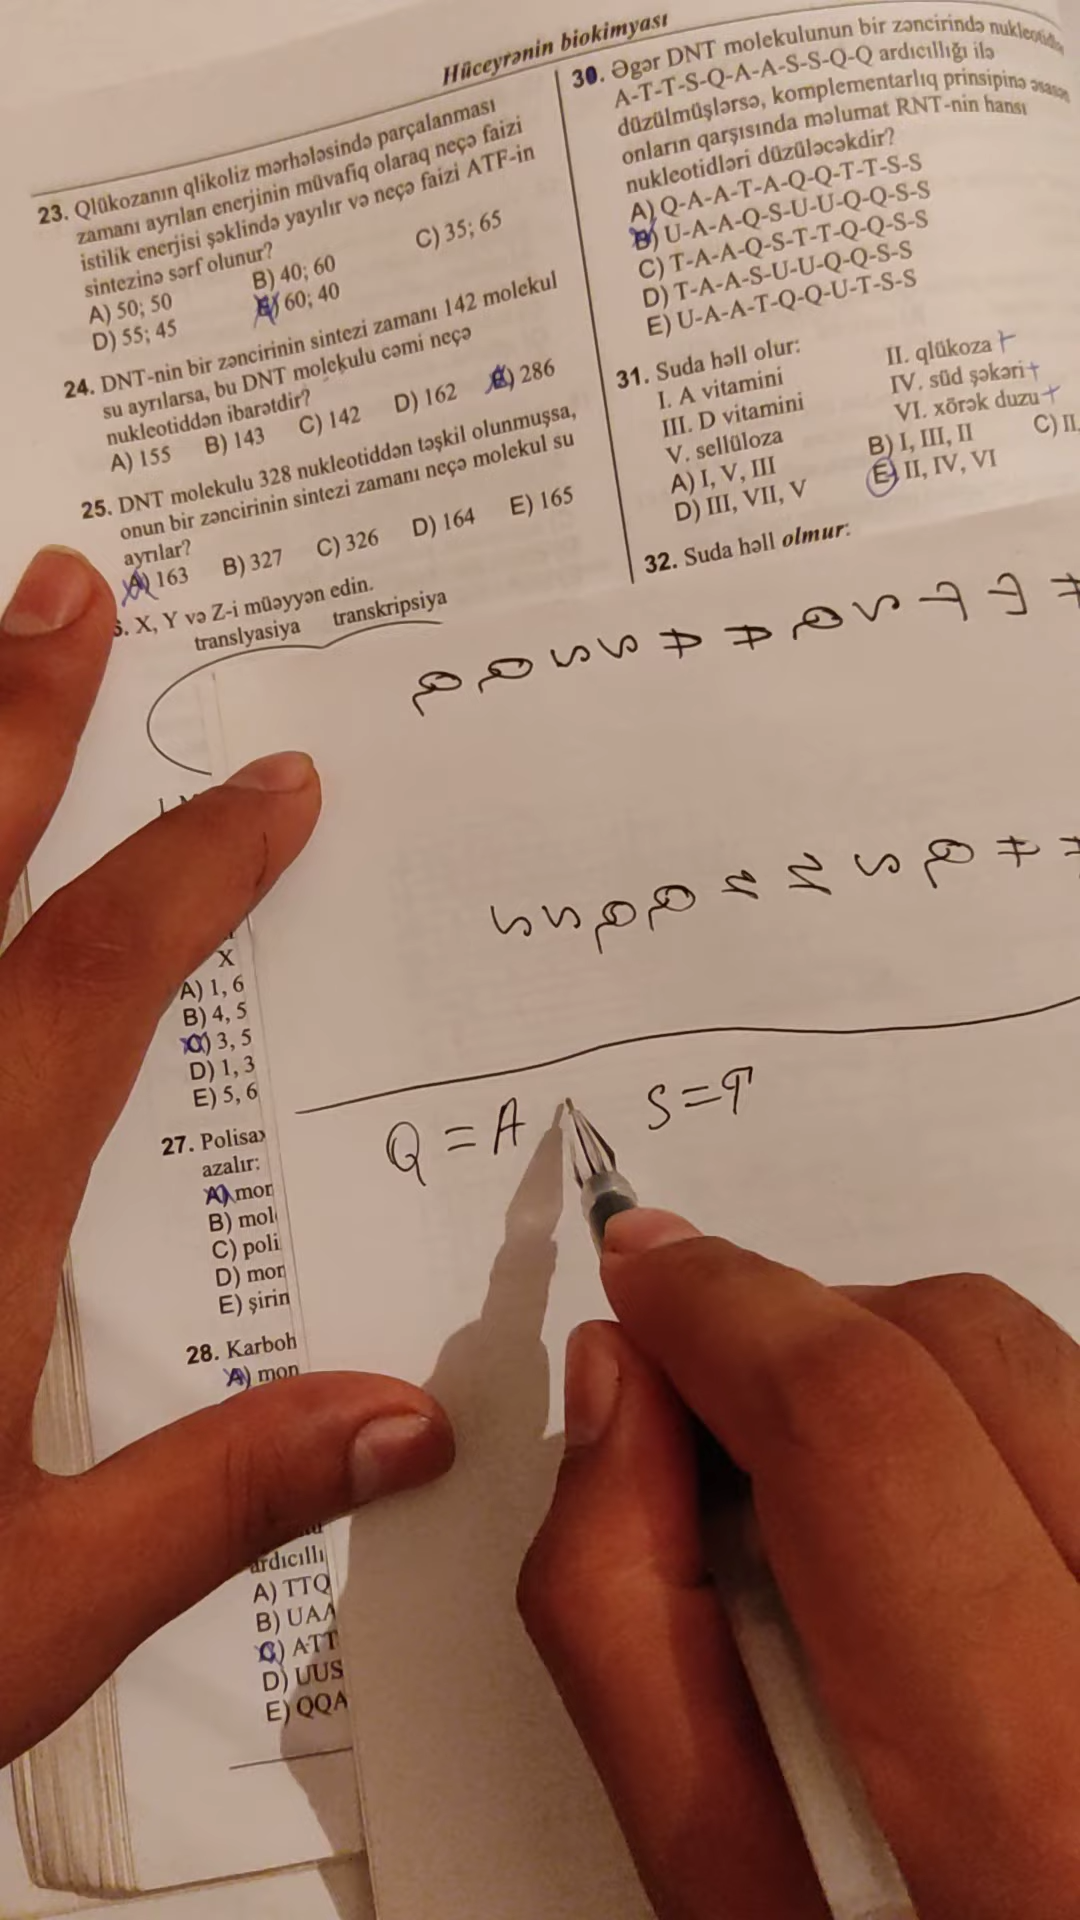 Hüceyrənin biokimyası
23. Qlükozanın qlikoliz mərhələsində parçalanması
zamanı ayrılan enerjinin müvafiq olaraq neçə faizi
istilik enerjisi şəklində yayılır və neçə faizi ATF-in
sintezinə sərf olunur?
A) 50; 50 B) 40; 60 C) 35; 65
D) 55; 45 E) 60; 40
24. DNT-nin bir zəncirinin sintezi zamanı 142 molekul
su ayrılarsa, bu DNT molekulu cəmi neçə
nukleotiddən ibarətdir?
A) 155 B) 143 C) 142 D) 162 E) 286
25. DNT molekulu 328 nukleotiddən təşkil olunmuşsa,
onun bir zəncirinin sintezi zamanı neçə molekul su
ayrılar?
A) 163 B) 327 C) 326 D) 164 E) 165
6. X, Y və Z-i müəyyən edin.
translyasiya transkripsiya
X
A) 1, 6
B) 4, 5
C) 3, 5
D) 1, 3
E) 5, 6
27. Polisax
azalır:
A) mon
B) mol
C) poli
D) mon
E) şirin
28. Karboh
A) mon
ardıcıllı
A) TTQ
B) UAA
C) ATT
D) UUS
E) QQA
30. Əgər DNT molekulunun bir zəncirində
A-T-T-S-Q-A-A-S-S-Q-Q ardıcıllığı ilə
düzülmüşlərsə, komplementarlıq prinsipinə əsasən
onların qarşısında məlumat RNT-nin hansı
nukleotidləri düzüləcəkdir?
A) Q-A-A-T-A-Q-Q-T-T-S-S
B) U-A-A-Q-S-U-U-Q-Q-S-S
C) T-A-A-Q-S-T-T-Q-Q-S-S
D) T-A-A-S-U-U-Q-Q-S-S
E) U-A-A-T-Q-Q-U-T-S-S
31. Suda həll olur:
I. A vitamini II. qlükoza +
III. D vitamini IV. süd şəkəri +
V. sellüloza VI. xörək duzu +
A) I, V, III B) I, III, II C) II
D) III, VII, V E) II, IV, VI
32. Suda həll olmur:
Q = A S = T